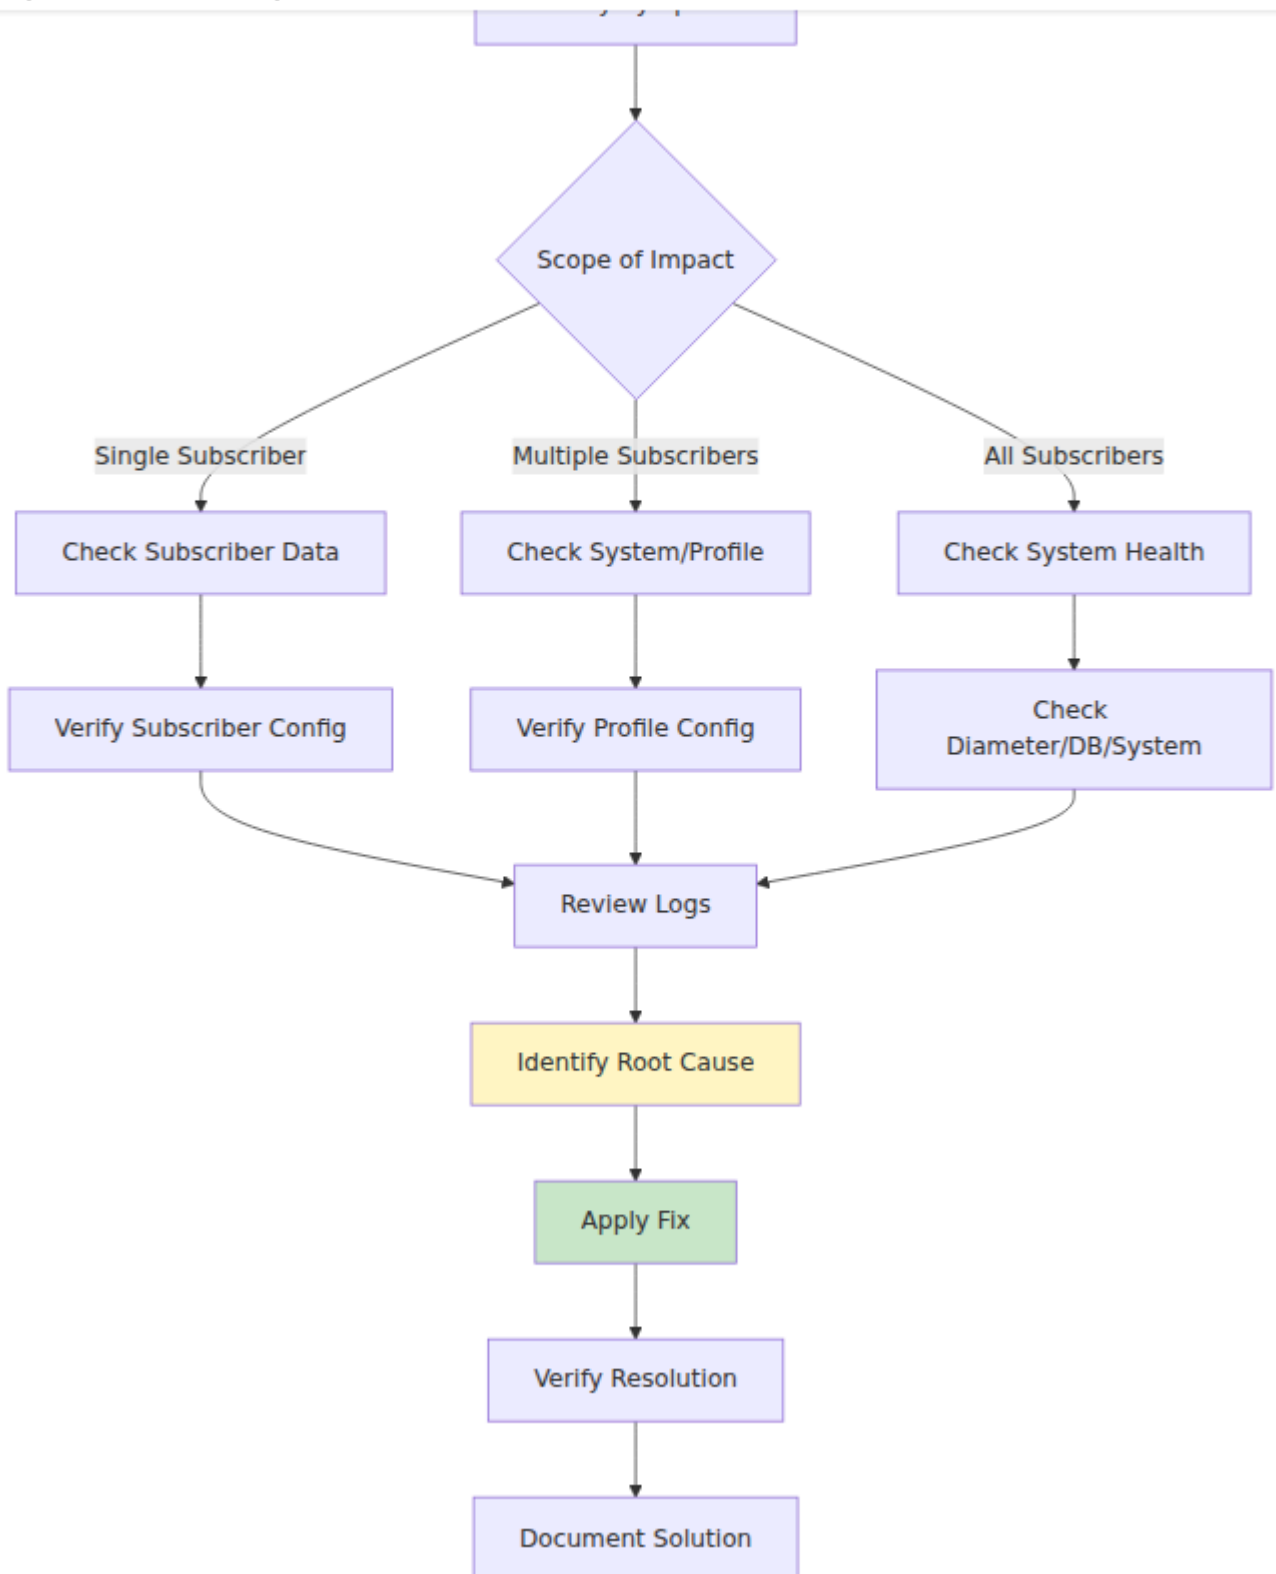 Scope of Impact
Single Subscriber
Multiple Subscribers
All Subscribers
Check Subscriber Data
Check System/Profile
Check System Health
Verify Subscriber Config
Verify Profile Config
Check
Diameter/DB/System
Review Logs
Identify Root Cause
Apply Fix
Verify Resolution
Document Solution